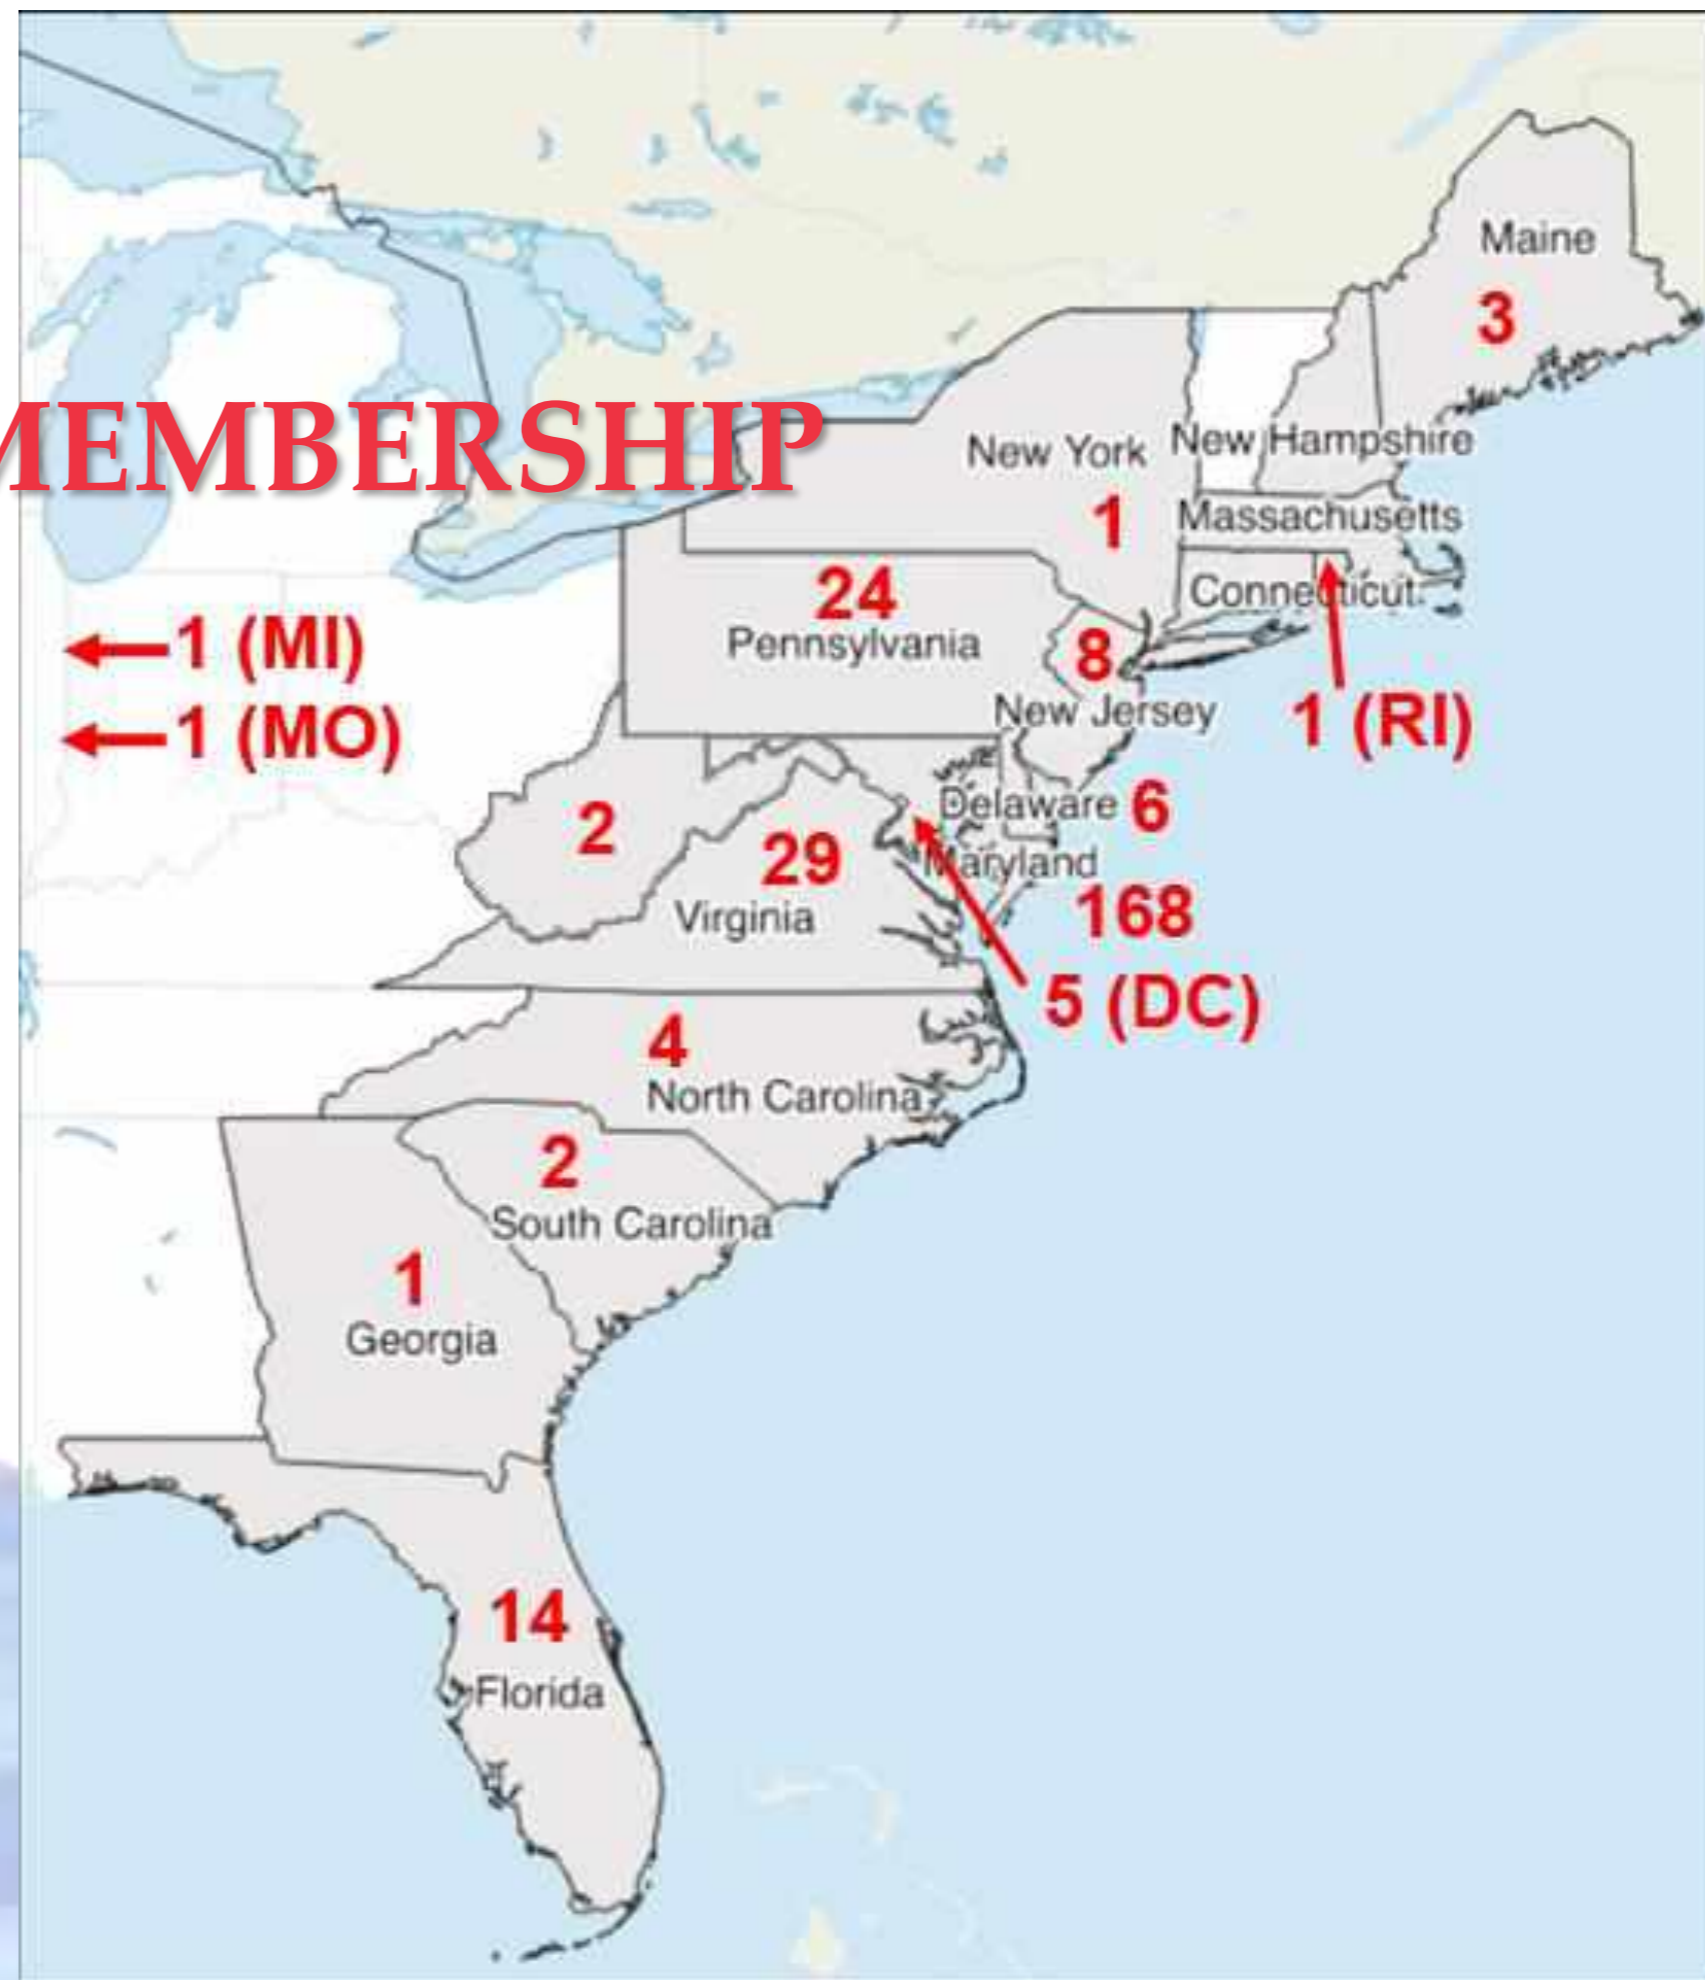 Maine
3
MEMBERSHIP
New York
New Hampshire
1
Massachusetts
24
Connecticut
Pennsylvania
8
1 (MI)
New Jersey
1 (RI)
1 (MO)
Delaware 6
2
29
Maryland
Virginia
168
5 (DC)
4
North Carolina
2
South Carolina
1
Georgia
14
Florida